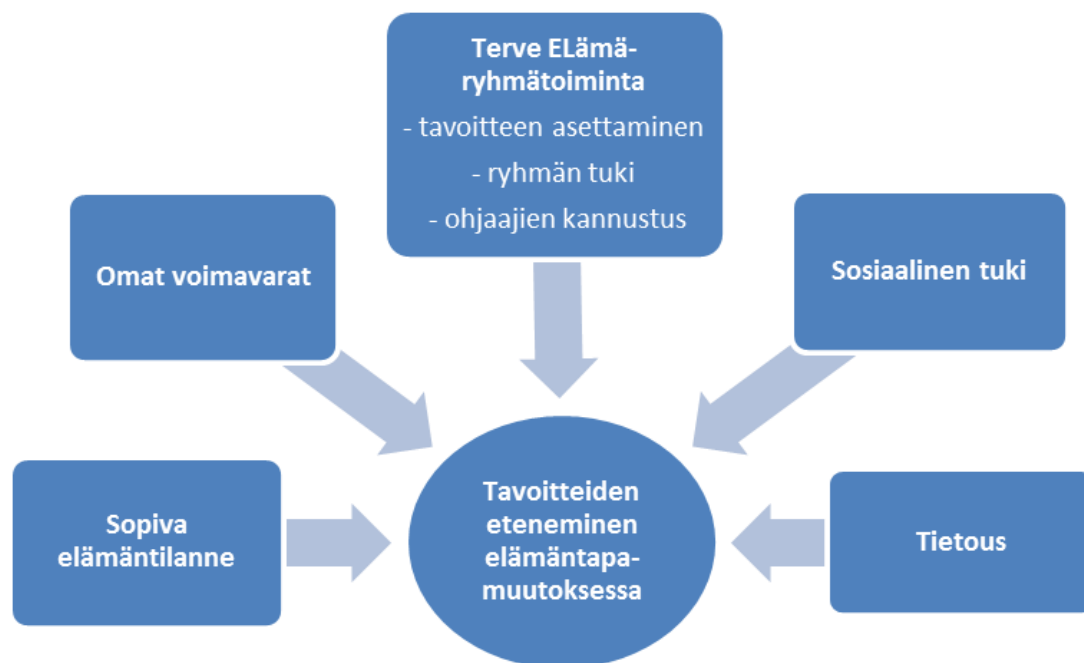 Terve ELämä-
ryhmätoiminta
- tavoitteen asettaminen
- ryhmän tuki
- ohjaajien kannustus
Omat voimavarat
Sosiaalinen tuki
Sopiva
elämäntilanne
Tavoitteiden
eteneminen
elämäntapa-
muutoksessa
Tietous